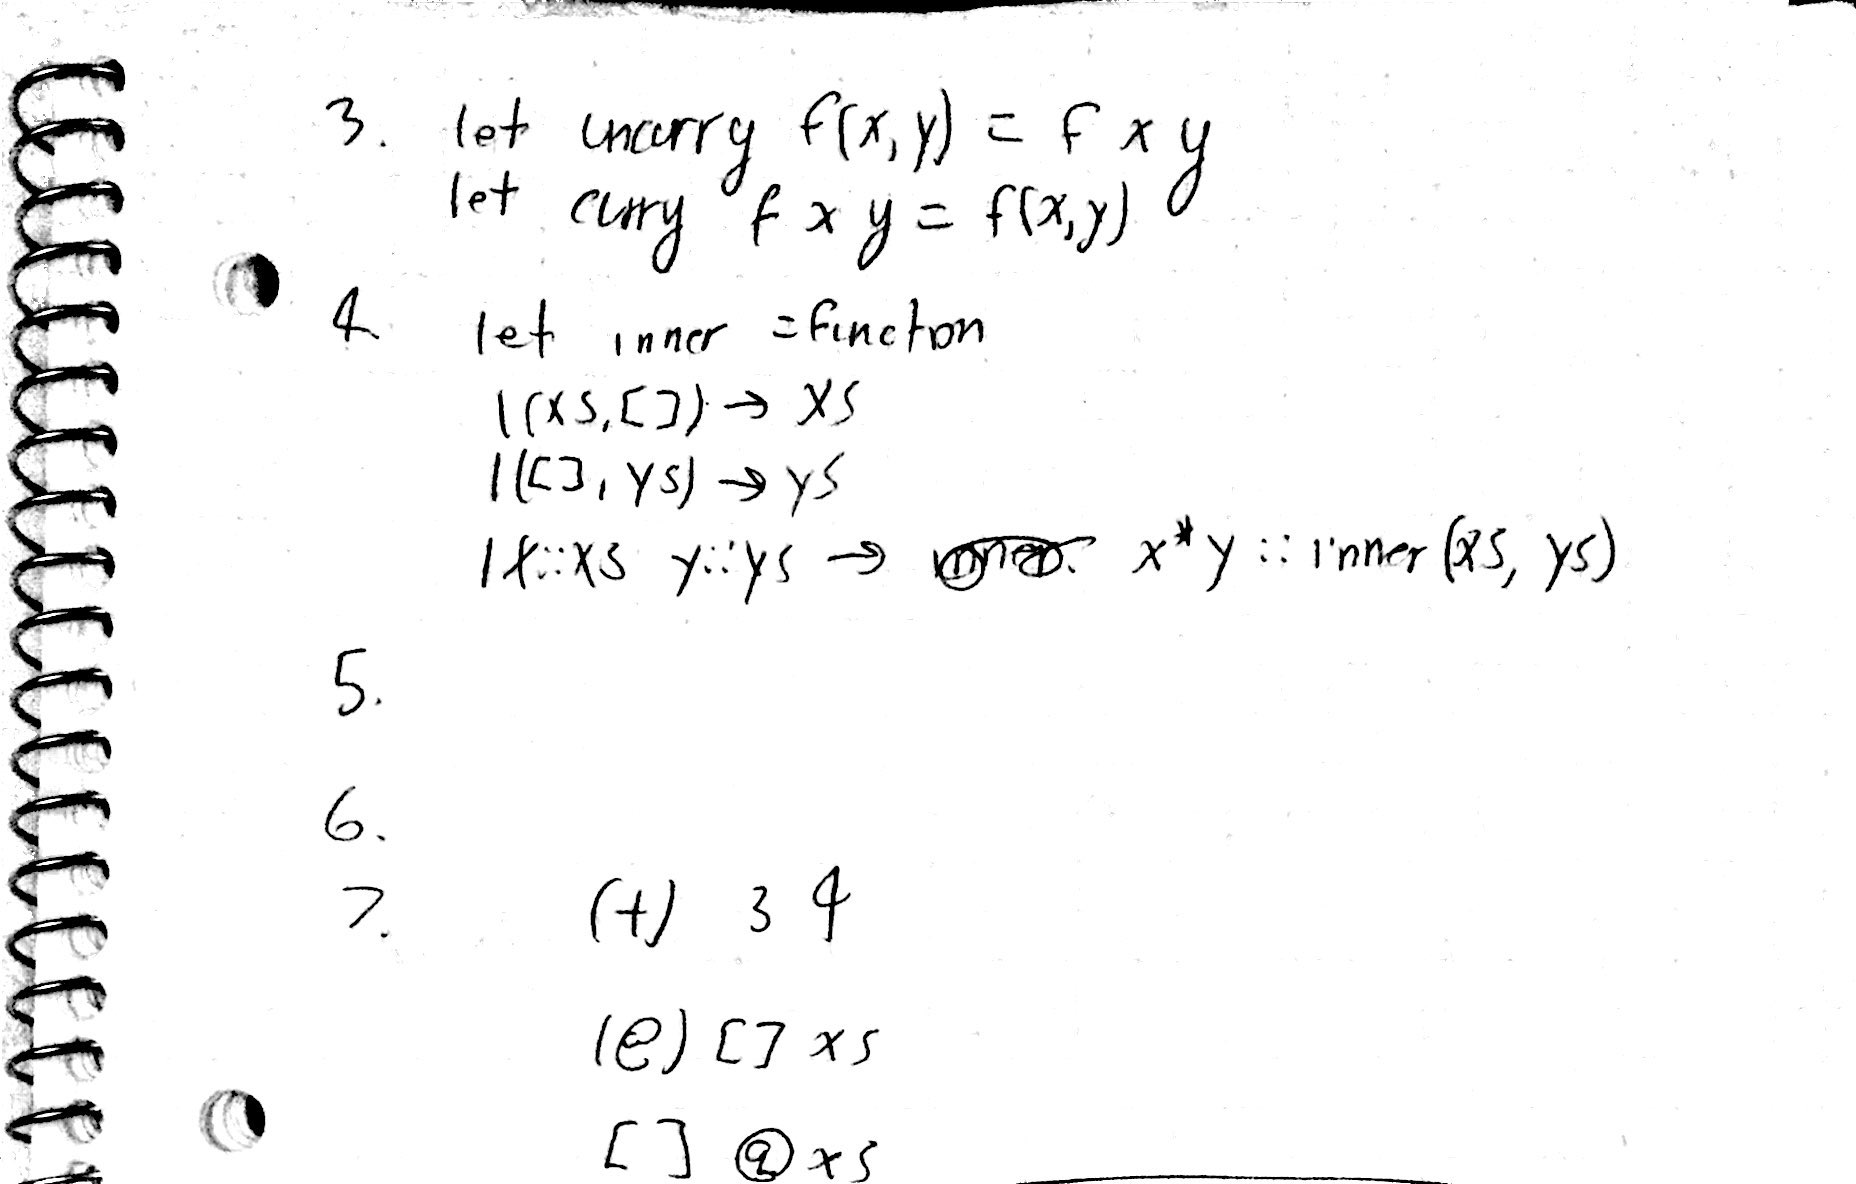 3. let uncurry f(x,y) = f x y
let curry f x y = f(x,y)
4 let inner = function
|(xs,[]) → xs
|([], ys) → ys
|x::xs y::ys → x*y :: inner (xs, ys)
5.
6.
7. (+) 3 4
(@) [] xs
[] @ xs